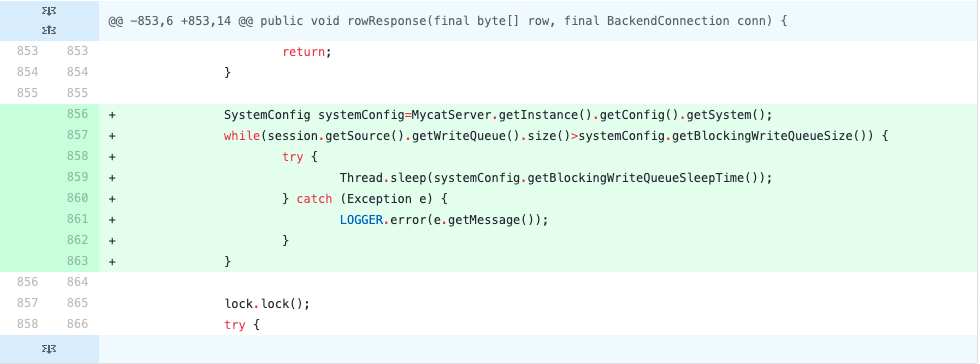 @@ -853,6 +853,14 @@ public void rowResponse(final byte[] row, final BackendConnection conn) {
853 853 return;
854 854 }
855 855
856 + SystemConfig systemConfig=MycatServer.getInstance().getConfig().getSystem();
857 + while(session.getSource().getWriteQueue().size()>systemConfig.getBlockingWriteQueueSize()) {
858 + try {
859 + Thread.sleep(systemConfig.getBlockingWriteQueueSleepTime());
860 + } catch (Exception e) {
861 + LOGGER.error(e.getMessage());
862 + }
863 + }
856 864
857 865 lock.lock();
858 866 try {